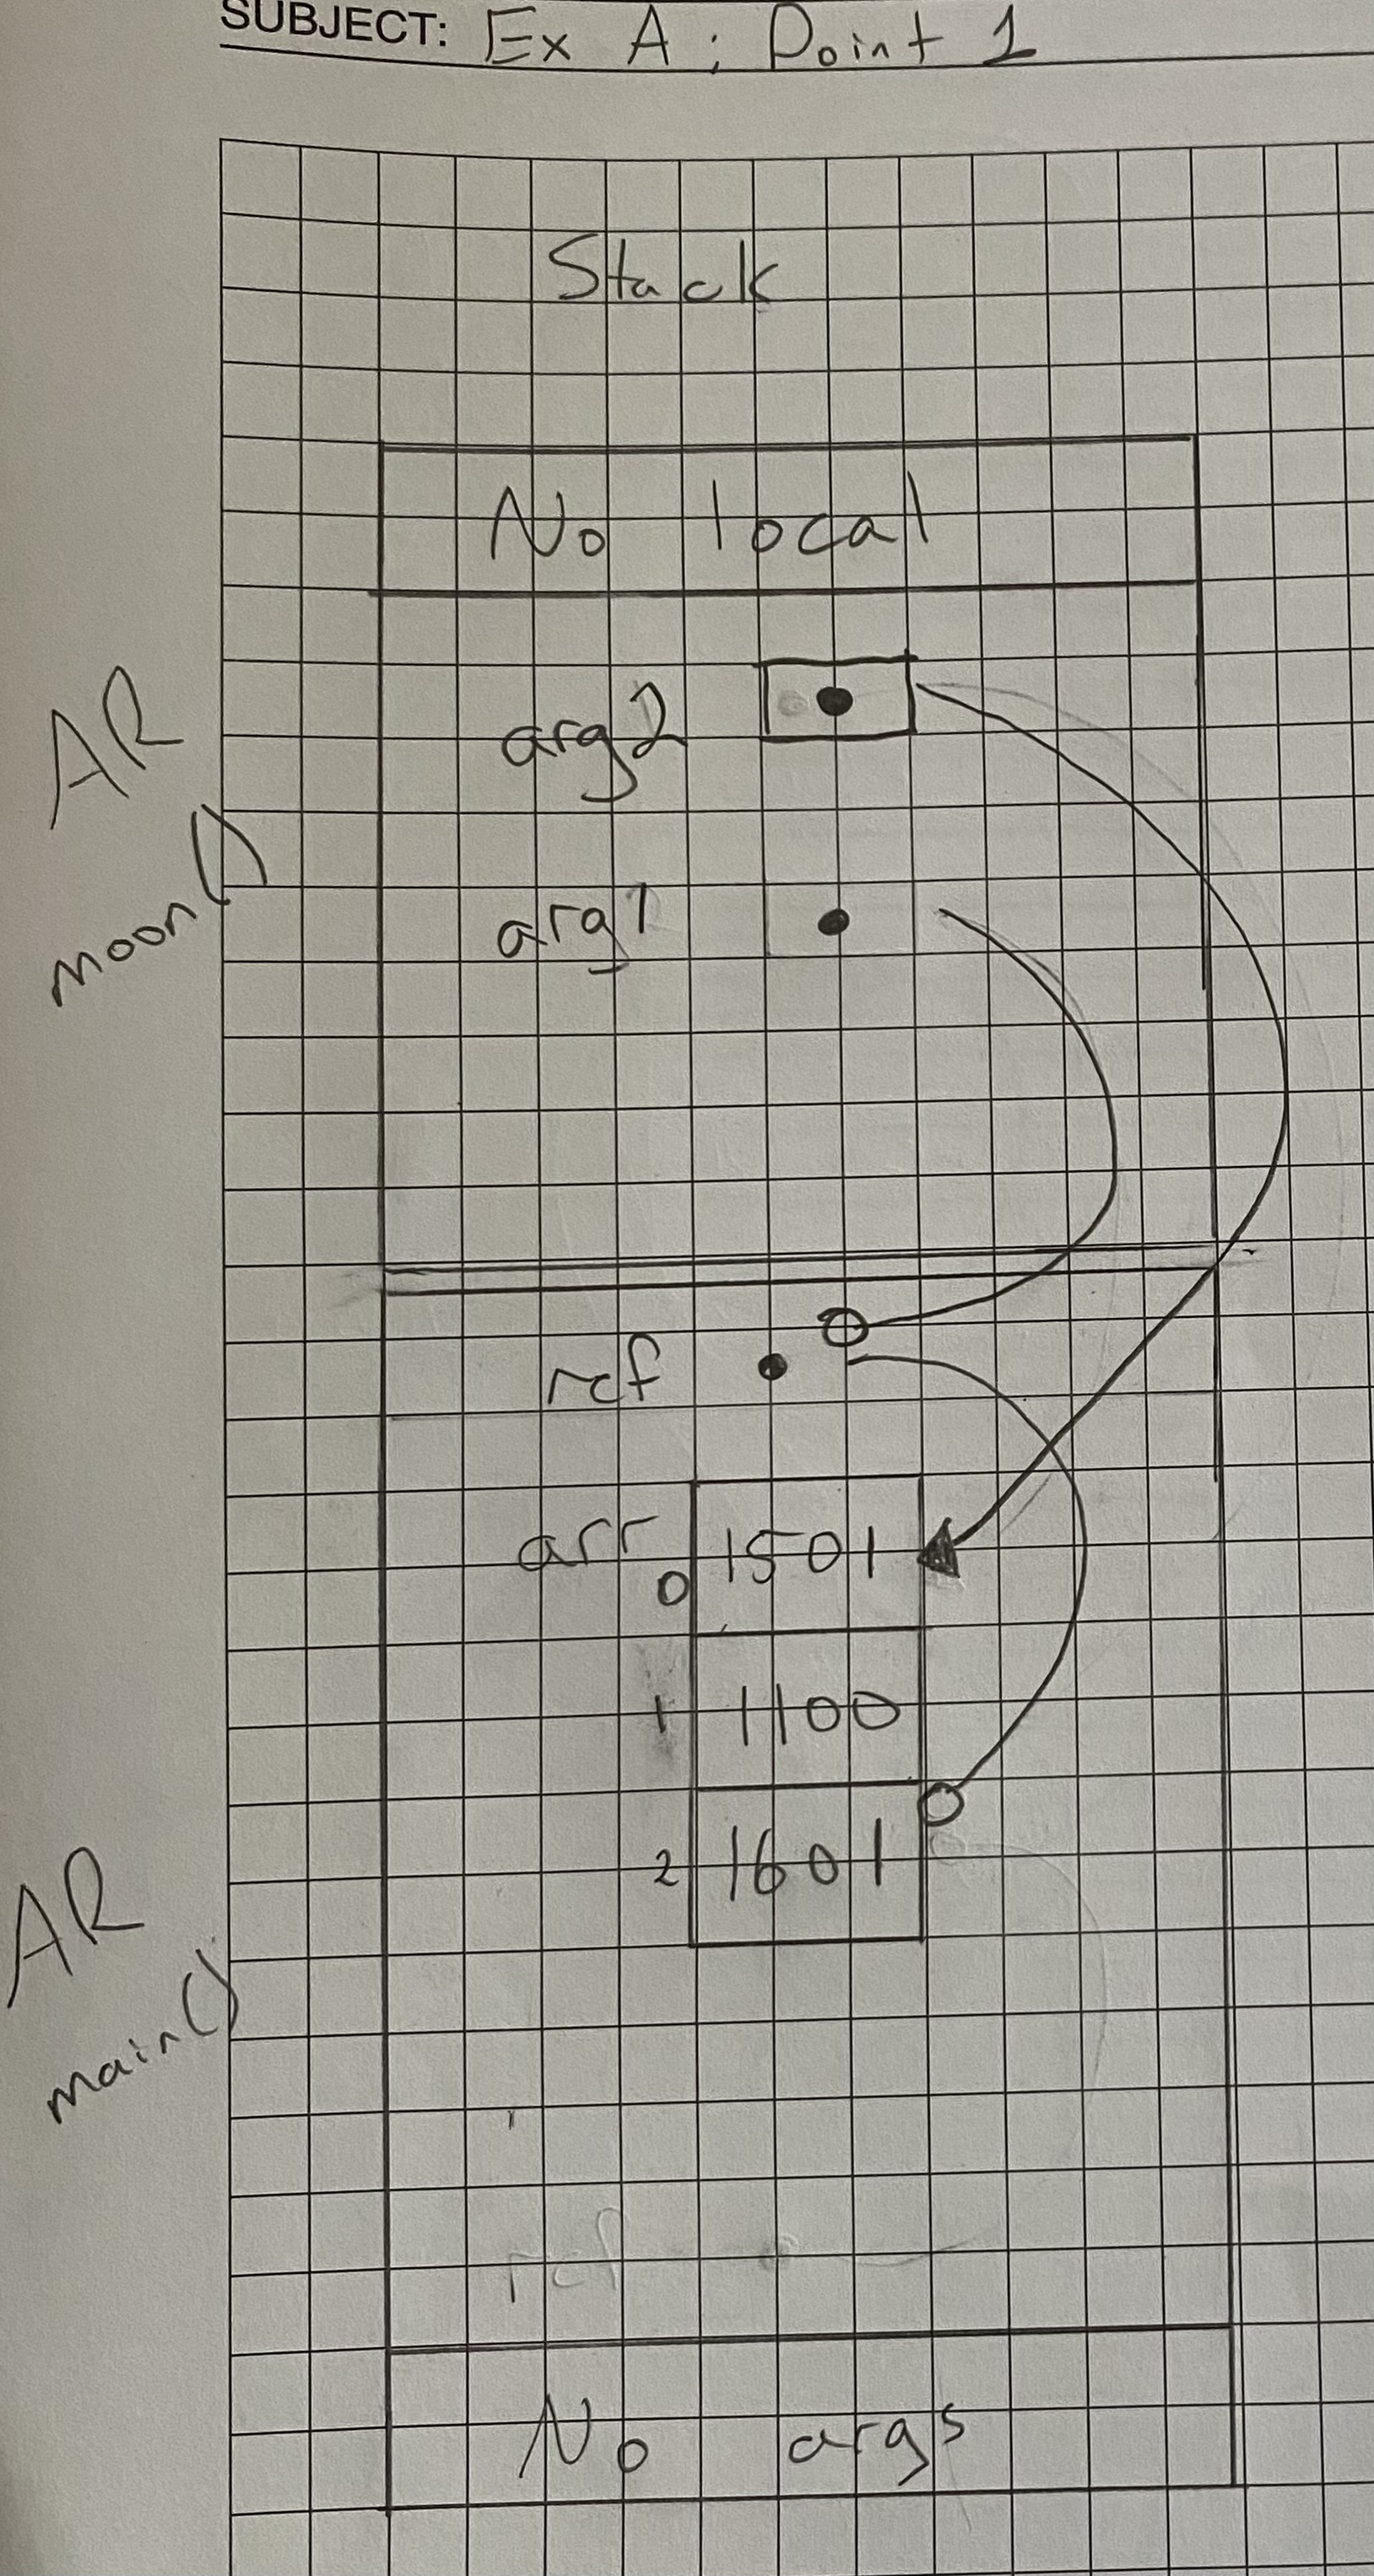 SUBJECT: Ex A ; Point 1
Stack
No local
AR
moon()
arg2
arg1
ref
arr 0 1501
1 1100
2 1601
AR
main()
ref
No args